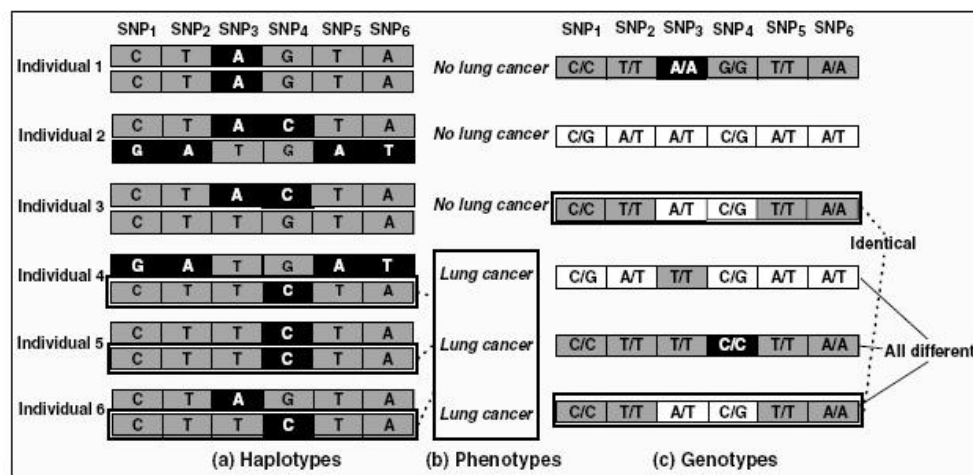 SNP1 SNP2 SNP3 SNP4 SNP5 SNP6
SNP1 SNP2 SNP3 SNP4 SNP5 SNP6
Individual 1
C T A G T A
C T A G T A
No lung cancer
C/C T/T A/A G/G T/T A/A
Individual 2
C T A C T A
G A T G A T
No lung cancer
C/G A/T A/T C/G A/T A/T
Individual 3
C T A C T A
C T T G T A
No lung cancer
C/C T/T A/T C/G T/T A/A
Identical
Individual 4
G A T G A T
C T T C T A
Lung cancer
C/G A/T T/T C/G A/T A/T
Individual 5
C T T C T A
C T T C T A
Lung cancer
C/C T/T T/T C/C T/T A/A
All different
Individual 6
C T A G T A
C T T C T A
Lung cancer
C/C T/T A/T C/G T/T A/A
(a) Haplotypes
(b) Phenotypes
(c) Genotypes